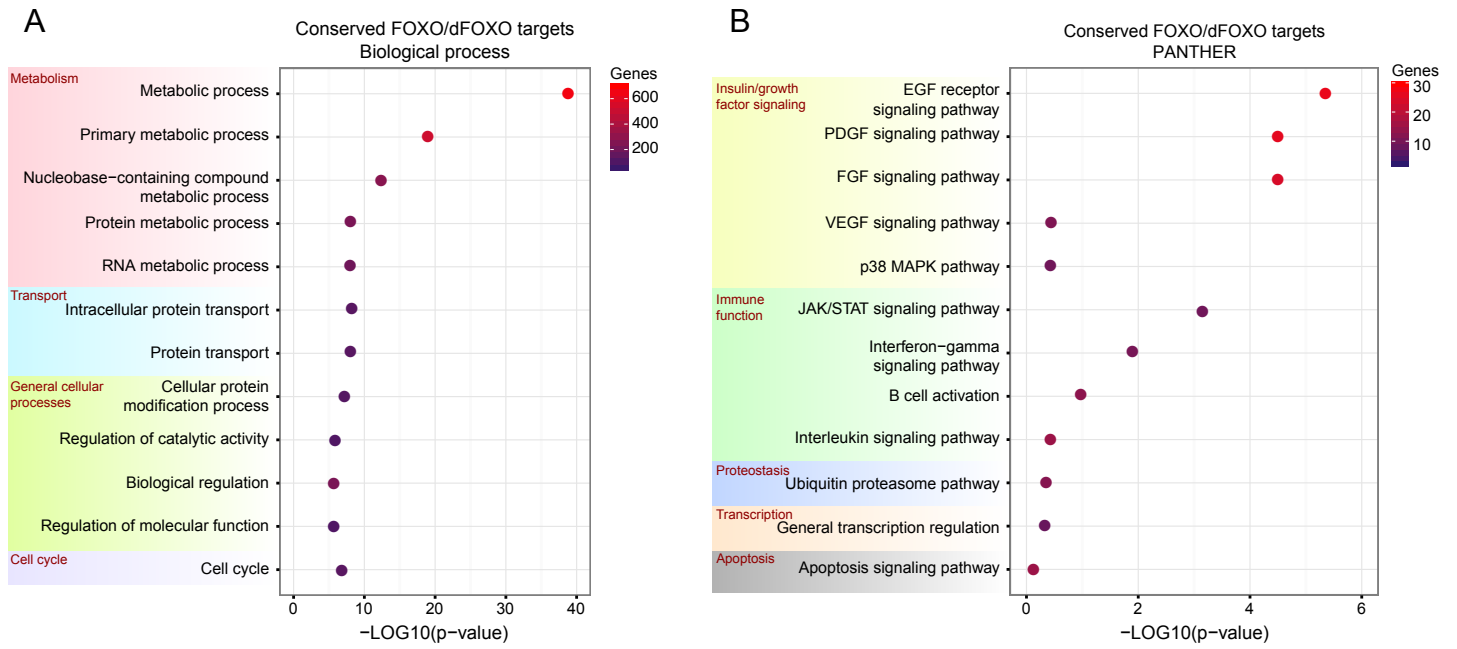 A
Conserved FOXO/dFOXO targets
Biological process
Metabolism
Metabolic process
Primary metabolic process
Nucleobase−containing compound
metabolic process
Protein metabolic process
RNA metabolic process
Transport
Intracellular protein transport
Protein transport
General cellular
processes
Cellular protein
modification process
Regulation of catalytic activity
Biological regulation
Regulation of molecular function
Cell cycle
Cell cycle
0 10 20 30 40
−LOG10(p−value)
Genes
600
400
200
B
Conserved FOXO/dFOXO targets
PANTHER
Insulin/growth
factor signaling
EGF receptor
signaling pathway
PDGF signaling pathway
FGF signaling pathway
VEGF signaling pathway
p38 MAPK pathway
Immune
function
JAK/STAT signaling pathway
Interferon−gamma
signaling pathway
B cell activation
Interleukin signaling pathway
Proteostasis
Ubiquitin proteasome pathway
Transcription
General transcription regulation
Apoptosis
Apoptosis signaling pathway
0 2 4 6
−LOG10(p−value)
Genes
30
20
10